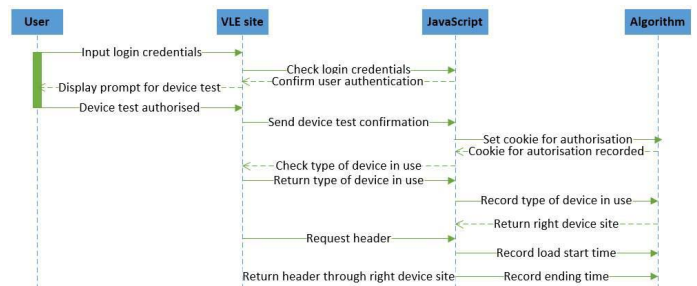 User VLE site JavaScript Algorithm
Input login credentials
Check login credentials
Confirm user authentication
Display prompt for device test
Device test authorised
Send device test confirmation
Set cookie for authorisation
Cookie for autorisation recorded
Check type of device in use
Return type of device in use
Record type of device in use
Return right device site
Request header
Record load start time
Return header through right device site Record ending time